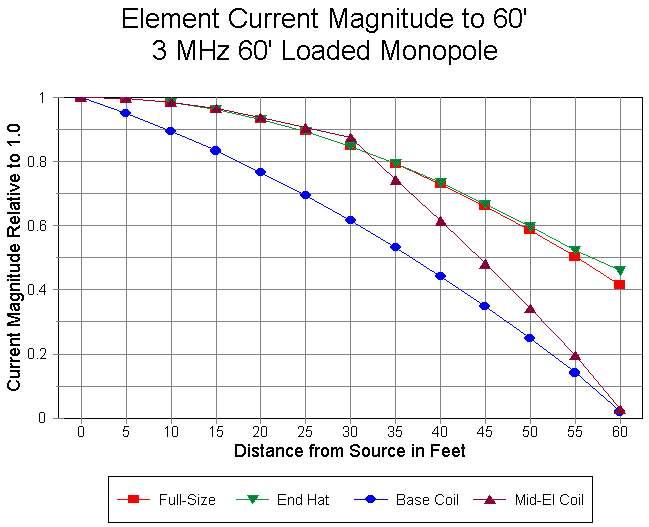 Element Current Magnitude to 60'
3 MHz 60' Loaded Monopole
Current Magnitude Relative to 1.0
1
0.8
0.6
0.4
0.2
0
0 5 10 15 20 25 30 35 40 45 50 55 60
Distance from Source in Feet
Full-Size End Hat Base Coil Mid-El Coil